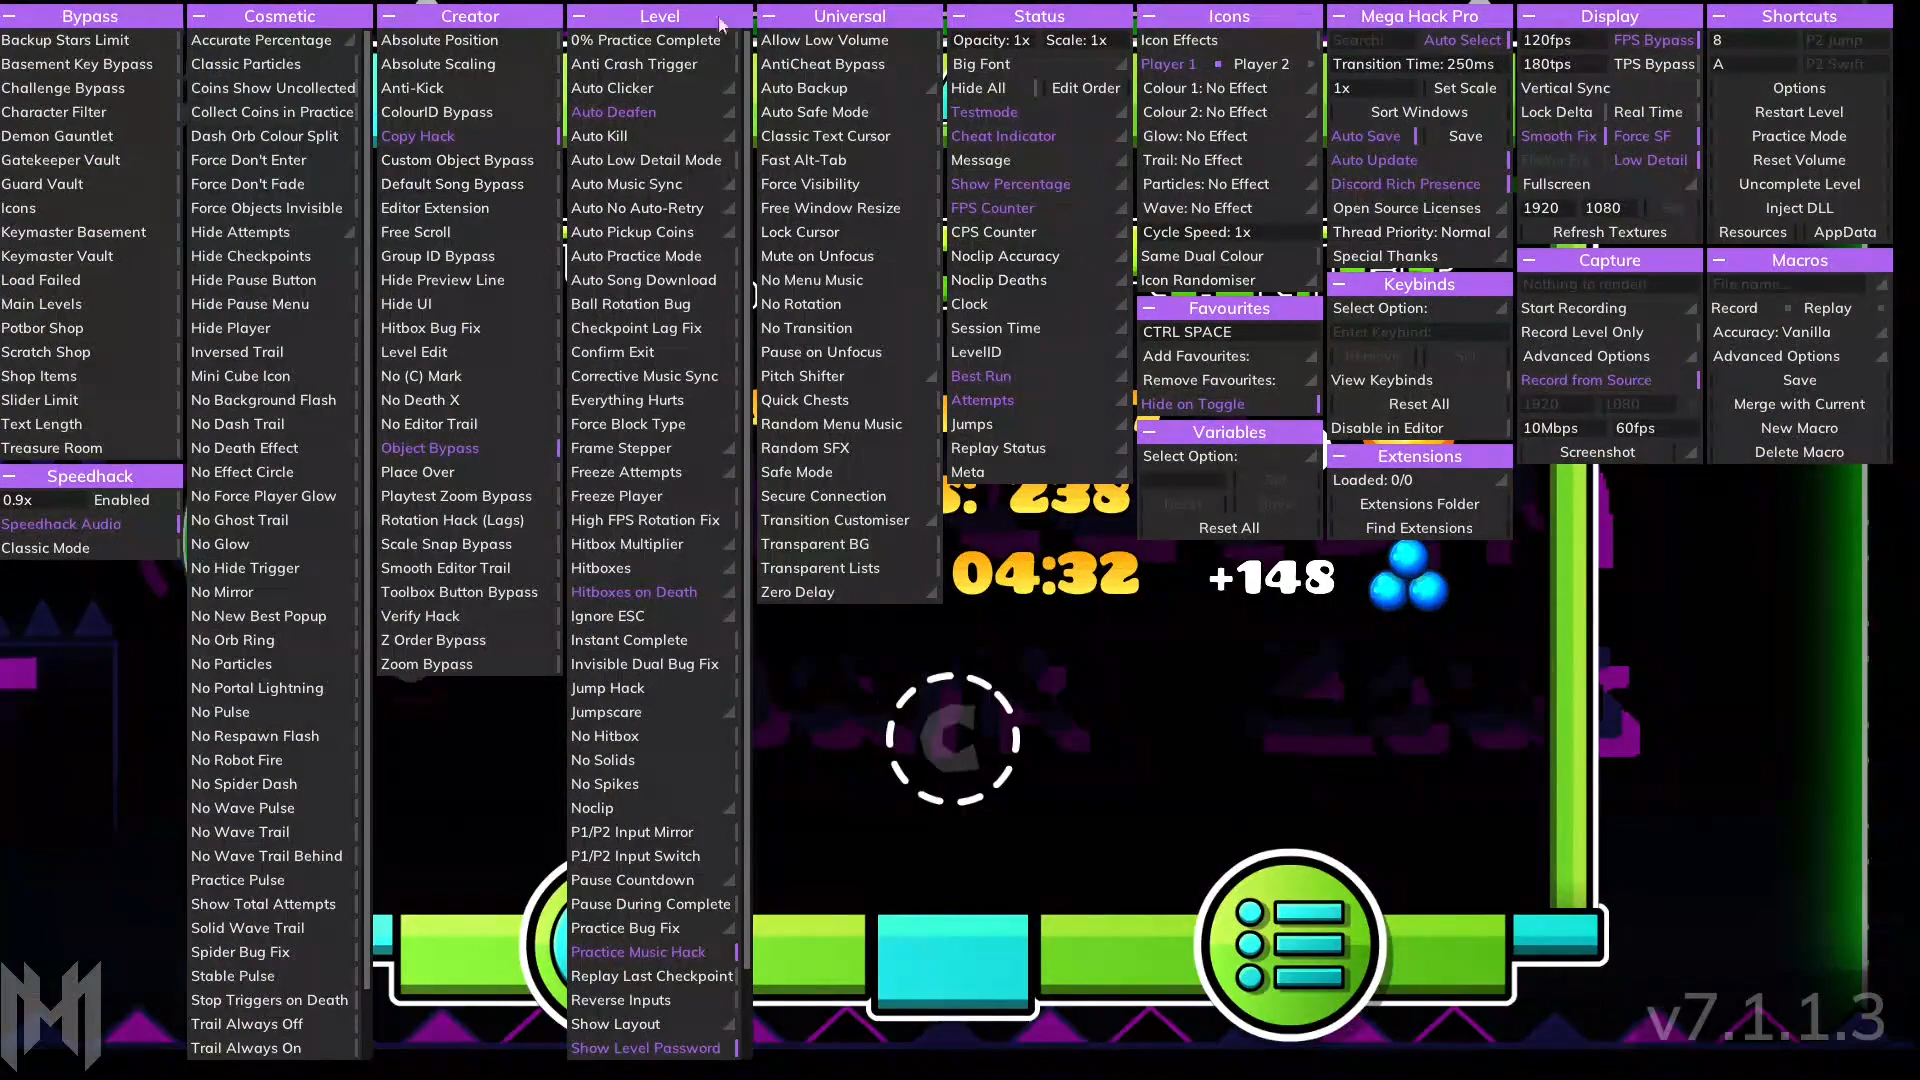 Bypass
Backup Stars Limit
Basement Key Bypass
Challenge Bypass
Character Filter
Demon Gauntlet
Gatekeeper Vault
Guard Vault
Icons
Keymaster Basement
Keymaster Vault
Load Failed
Main Levels
Potbor Shop
Scratch Shop
Shop Items
Slider Limit
Text Length
Treasure Room
Speedhack
0.9x Enabled
Speedhack Audio
Classic Mode
Cosmetic
Accurate Percentage
Classic Particles
Coins Show Uncollected
Collect Coins in Practice
Dash Orb Colour Split
Force Don't Enter
Force Don't Fade
Force Objects Invisible
Hide Attempts
Hide Checkpoints
Hide Pause Button
Hide Pause Menu
Hide Player
Inversed Trail
Mini Cube Icon
No Background Flash
No Dash Trail
No Death Effect
No Effect Circle
No Force Player Glow
No Ghost Trail
No Glow
No Hide Trigger
No Mirror
No New Best Popup
No Orb Ring
No Particles
No Portal Lightning
No Pulse
No Respawn Flash
No Robot Fire
No Spider Dash
No Wave Pulse
No Wave Trail
No Wave Trail Behind
Practice Pulse
Show Total Attempts
Solid Wave Trail
Spider Bug Fix
Stable Pulse
Stop Triggers on Death
Trail Always Off
Trail Always On
Creator
Absolute Position
Absolute Scaling
Anti-Kick
ColourID Bypass
Copy Hack
Custom Object Bypass
Default Song Bypass
Editor Extension
Free Scroll
Group ID Bypass
Hide Preview Line
Hide UI
Hitbox Bug Fix
Level Edit
No (C) Mark
No Death X
No Editor Trail
Object Bypass
Place Over
Playtest Zoom Bypass
Rotation Hack (Lags)
Scale Snap Bypass
Smooth Editor Trail
Toolbox Button Bypass
Verify Hack
Z Order Bypass
Zoom Bypass
Level
0% Practice Complete
Anti Crash Trigger
Auto Clicker
Auto Deafen
Auto Kill
Auto Low Detail Mode
Auto Music Sync
Auto No Auto-Retry
Auto Pickup Coins
Auto Practice Mode
Auto Song Download
Ball Rotation Bug
Checkpoint Lag Fix
Confirm Exit
Corrective Music Sync
Everything Hurts
Force Block Type
Frame Stepper
Freeze Attempts
Freeze Player
High FPS Rotation Fix
Hitbox Multiplier
Hitboxes
Hitboxes on Death
Ignore ESC
Instant Complete
Invisible Dual Bug Fix
Jump Hack
Jumpscare
No Hitbox
No Solids
No Spikes
Noclip
P1/P2 Input Mirror
P1/P2 Input Switch
Pause Countdown
Pause During Complete
Practice Bug Fix
Practice Music Hack
Replay Last Checkpoint
Reverse Inputs
Show Layout
Show Level Password
Universal
Allow Low Volume
AntiCheat Bypass
Auto Backup
Auto Safe Mode
Classic Text Cursor
Fast Alt-Tab
Force Visibility
Free Window Resize
Lock Cursor
Mute on Unfocus
No Menu Music
No Rotation
No Transition
Pause on Unfocus
Pitch Shifter
Quick Chests
Random Menu Music
Random SFX
Safe Mode
Secure Connection
Transition Customiser
Transparent BG
Transparent Lists
Zero Delay
Status
Opacity: 1x Scale: 1x
Big Font
Hide All Edit Order
Testmode
Cheat Indicator
Message
Show Percentage
FPS Counter
CPS Counter
Noclip Accuracy
Noclip Deaths
Clock
Session Time
LevelID
Best Run
Attempts
Jumps
Replay Status
Meta
: 238
04:32
+148
C
Icons
Icon Effects
Player 1 Player 2
Colour 1: No Effect
Colour 2: No Effect
Glow: No Effect
Trail: No Effect
Particles: No Effect
Wave: No Effect
Cycle Speed: 1x
Same Dual Colour
Icon Randomiser
Favourites
CTRL SPACE
Add Favourites:
Remove Favourites:
Hide on Toggle
Variables
Select Option:
Reset All
Mega Hack Pro
Search! Auto Select
Transition Time: 250ms
1x Set Scale
Sort Windows
Auto Save Save
Auto Update
Discord Rich Presence
Open Source Licenses
Thread Priority: Normal
Special Thanks
Keybinds
Select Option:
Enter Keybind:
View Keybinds
Reset All
Disable in Editor
Extensions
Loaded: 0/0
Extensions Folder
Find Extensions
Display
120fps FPS Bypass
180tps TPS Bypass
Vertical Sync
Lock Delta Real Time
Smooth Fix Force SF
Low Detail
Fullscreen
1920 1080
Refresh Textures
Capture
Nothing to render!
Start Recording
Record Level Only
Advanced Options
Record from Source
1920 1080
10Mbps 60fps
Screenshot
Shortcuts
8 P2 Jump
A P2 Swift
Options
Restart Level
Practice Mode
Reset Volume
Uncomplete Level
Inject DLL
Resources AppData
Macros
File name...
Record Replay
Accuracy: Vanilla
Advanced Options
Save
Merge with Current
New Macro
Delete Macro
v7.1.1.3